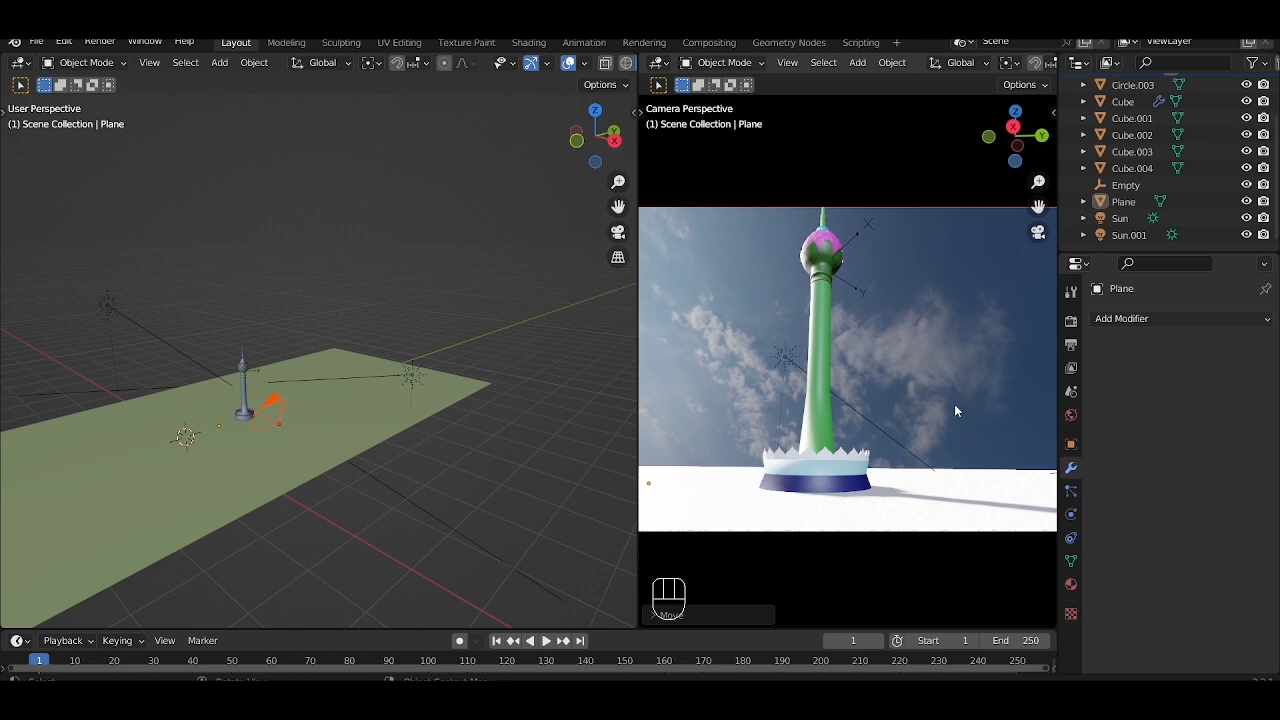 File Edit Render Window Help Layout Modeling Sculpting UV Editing Texture Paint Shading Animation Rendering Compositing Geometry Nodes Scripting + Scene ViewLayer
Object Mode View Select Add Object Global
Object Mode View Select Add Object Global
Options
Options
User Perspective
(1) Scene Collection | Plane
Z
Y
X
Camera Perspective
(1) Scene Collection | Plane
Z
X
Y
X
Y
Circle.003
Cube
Cube.001
Cube.002
Cube.003
Cube.004
Empty
Plane
Sun
Sun.001
Plane
Add Modifier
Move
Playback Keying View Marker 1 Start 1 End 250
1 10 20 30 40 50 60 70 80 90 100 110 120 130 140 150 160 170 180 190 200 210 220 230 240 250